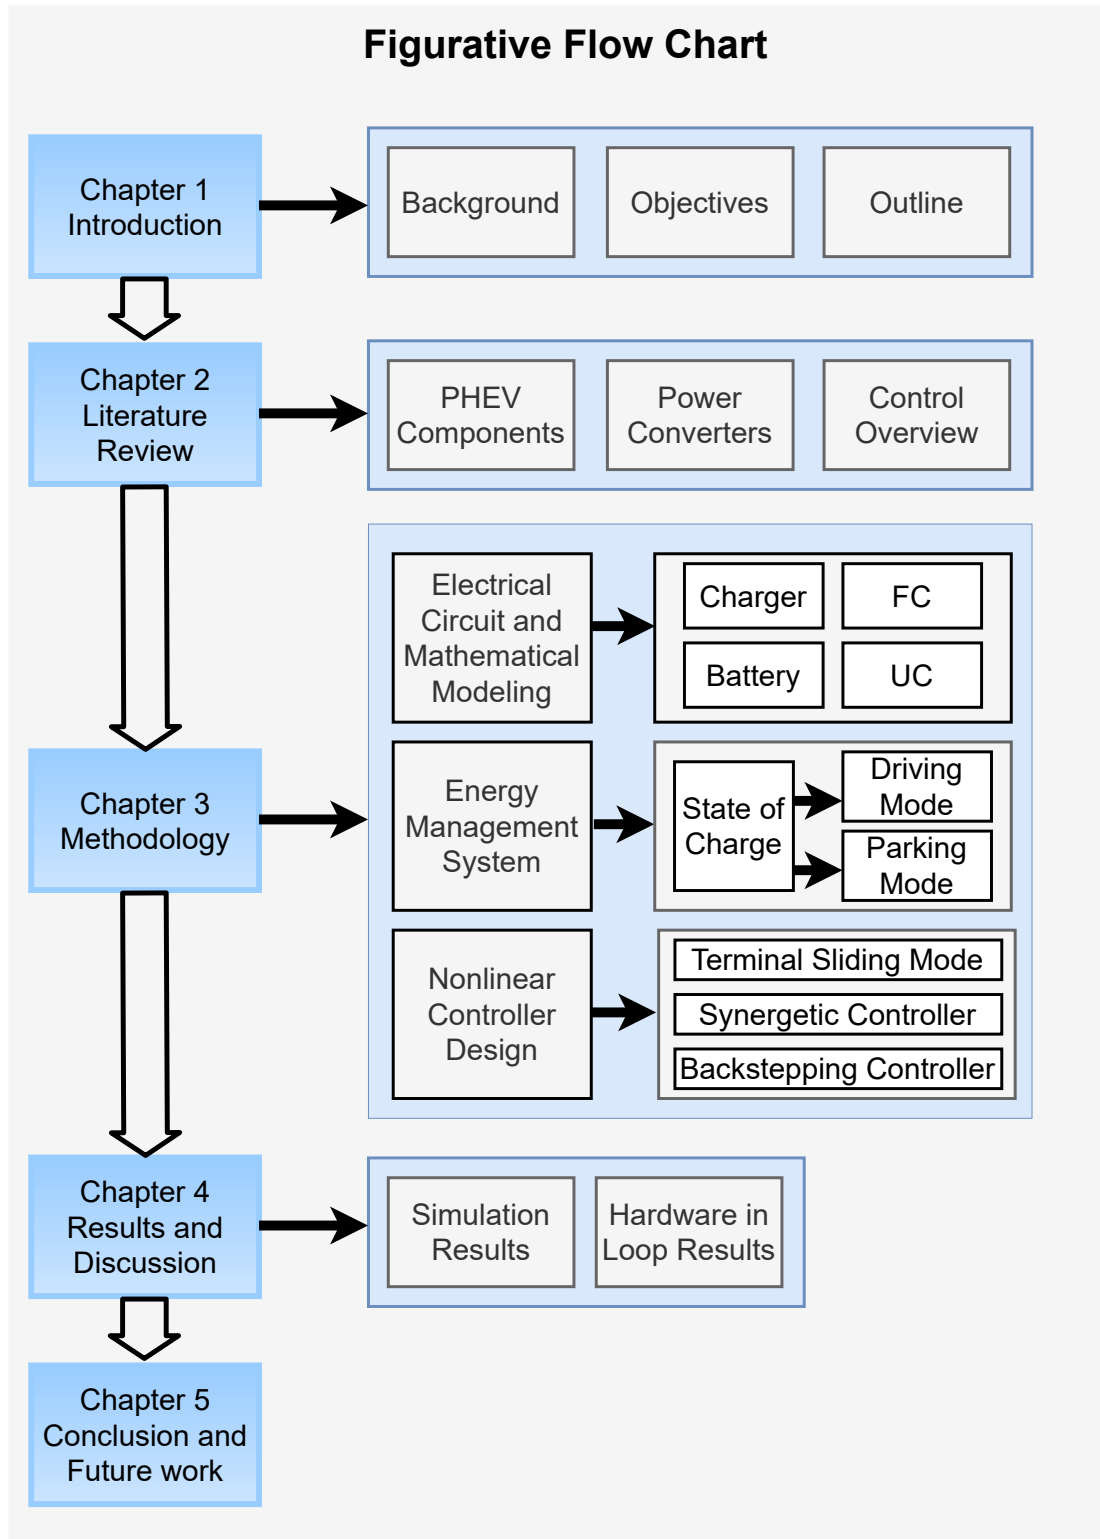 Figurative Flow Chart
Chapter 1
Introduction
Background
Objectives
Outline
Chapter 2
Literature
Review
PHEV
Components
Power
Converters
Control
Overview
Chapter 3
Methodology
Electrical
Circuit and
Mathematical
Modeling
Charger
FC
Battery
UC
Energy
Management
System
State of
Charge
Driving
Mode
Parking
Mode
Nonlinear
Controller
Design
Terminal Sliding Mode
Synergetic Controller
Backstepping Controller
Chapter 4
Results and
Discussion
Simulation
Results
Hardware in
Loop Results
Chapter 5
Conclusion and
Future work